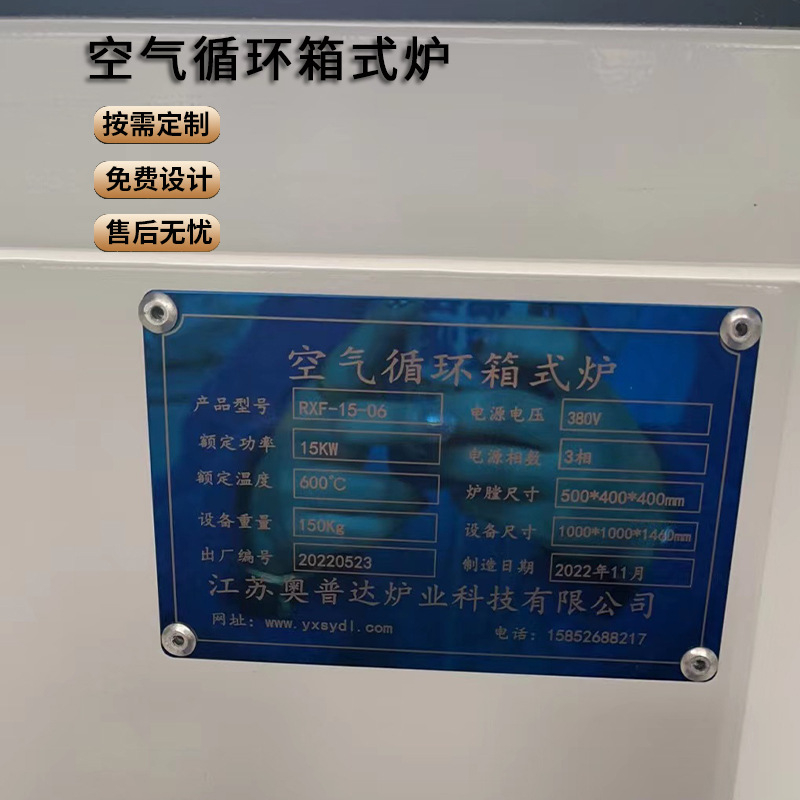 空气循环箱式炉
按需定制
免费设计
售后无忧
空气循环箱式炉
产品型号 RXF-15-06 电源电压 380V
额定功率 15KW 电源相数 3相
额定温度 600℃ 炉膛尺寸 500*400*400mm
设备重量 150Kg 设备尺寸 1000*1000*1460mm
出厂编号 20220523 制造日期 2022年11月
江苏奥普达炉业科技有限公司
网址：www.yxsydl.com 电话：15852688217